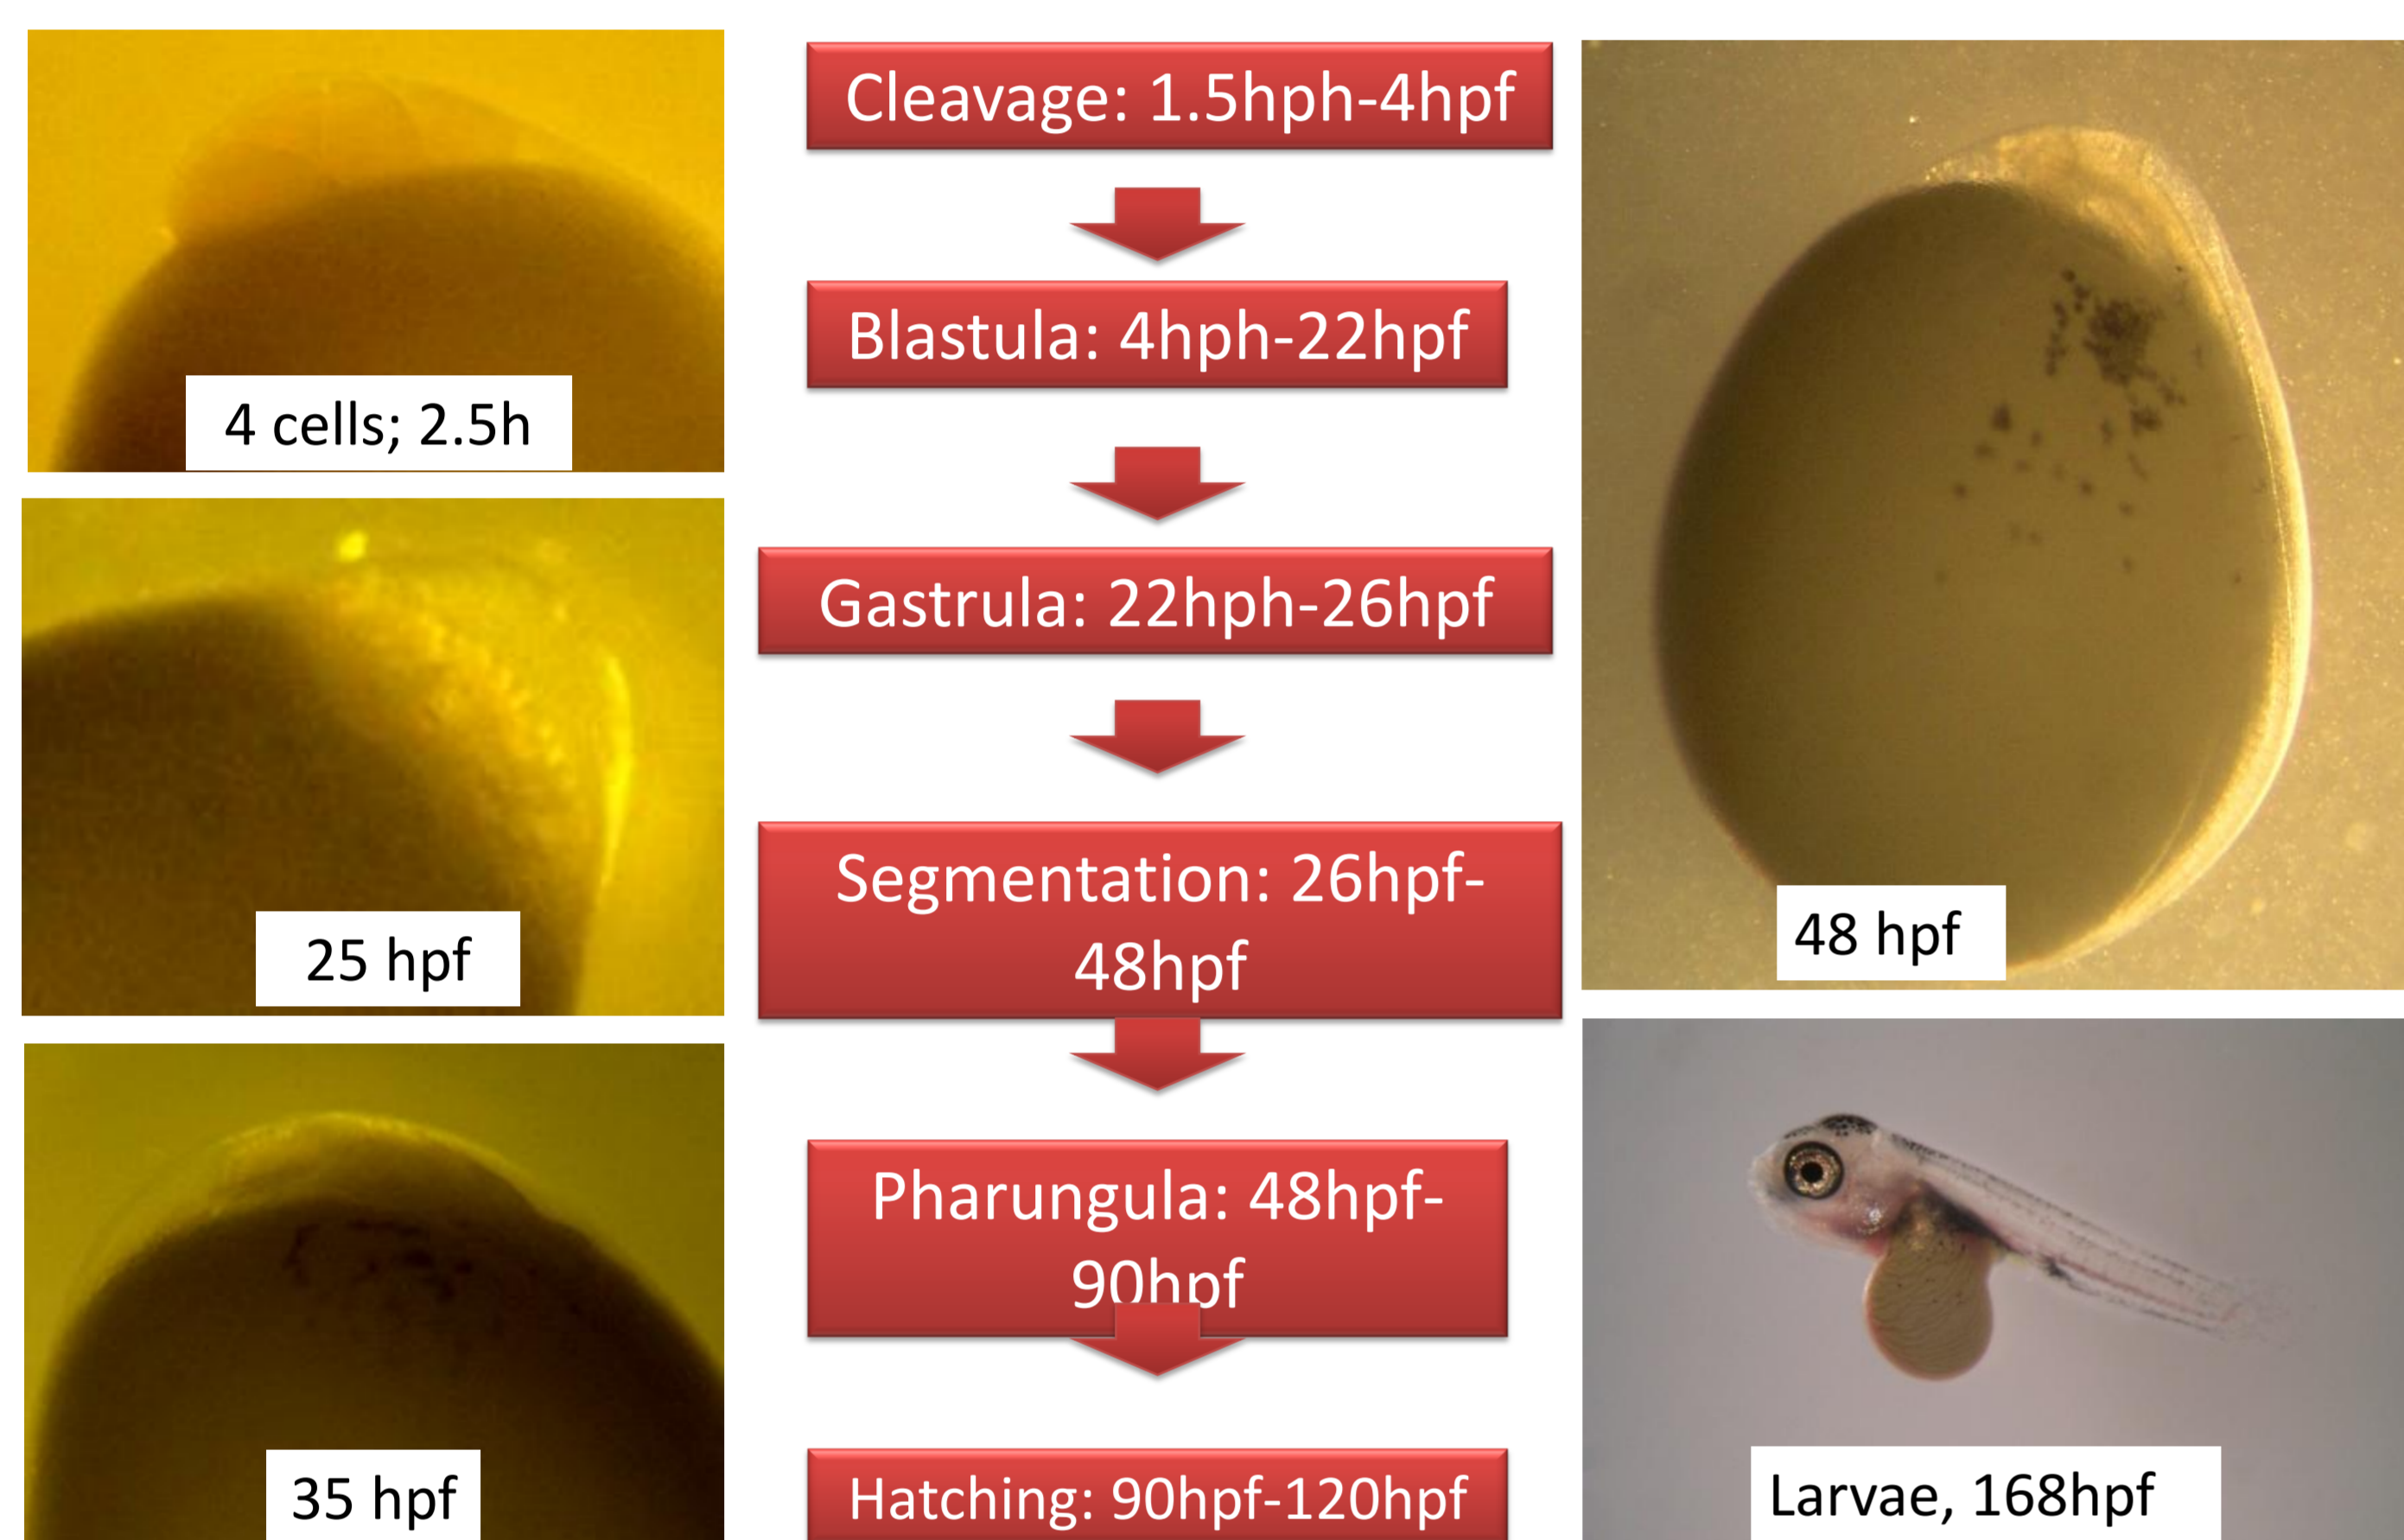 Cleavage: 1.5hph-4hpf
Blastula: 4hph-22hpf
Gastrula: 22hph-26hpf
Segmentation: 26hpf-
48hpf
Pharungula: 48hpf-
90hpf
Hatching: 90hpf-120hpf
4 cells; 2.5h
25 hpf
35 hpf
48 hpf
Larvae, 168hpf